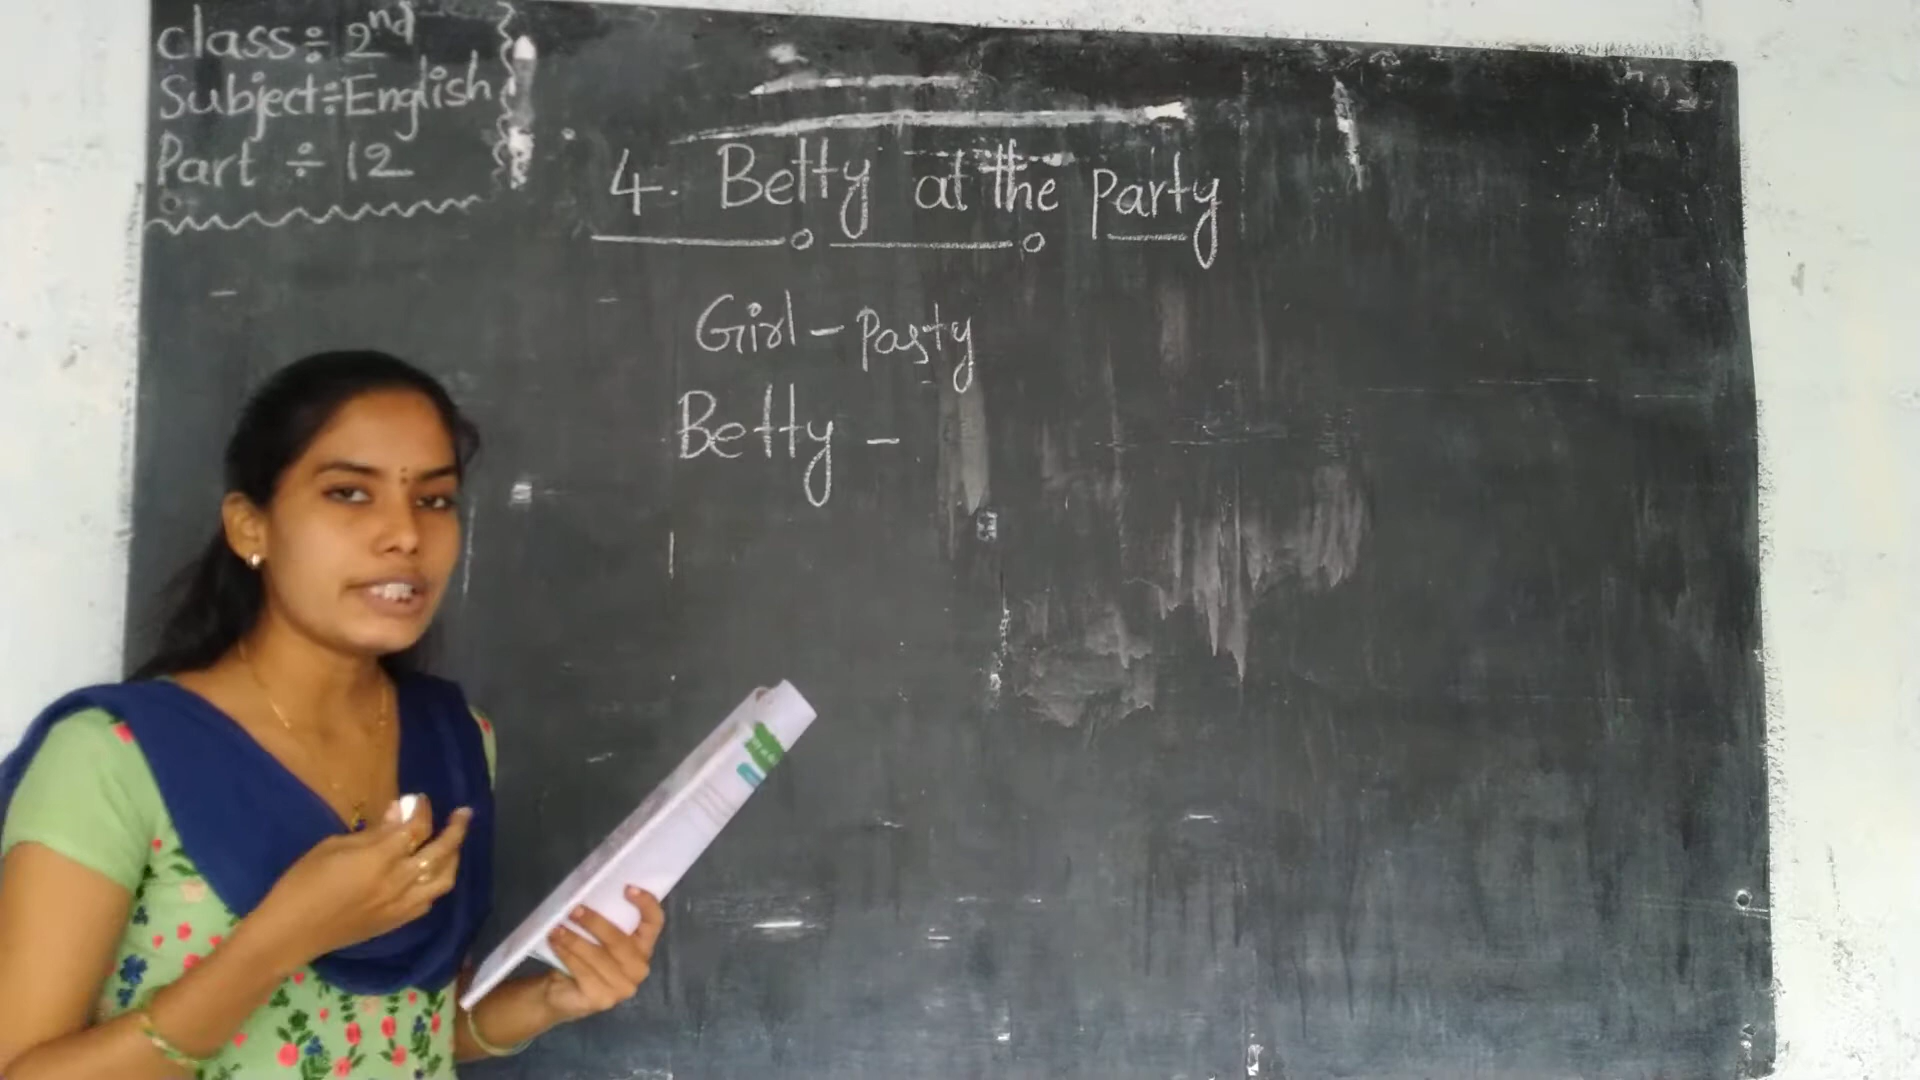 class÷ 2nd
Subject÷English
Part ÷ 12
4. Betty at the party
Girl - Party
Betty -